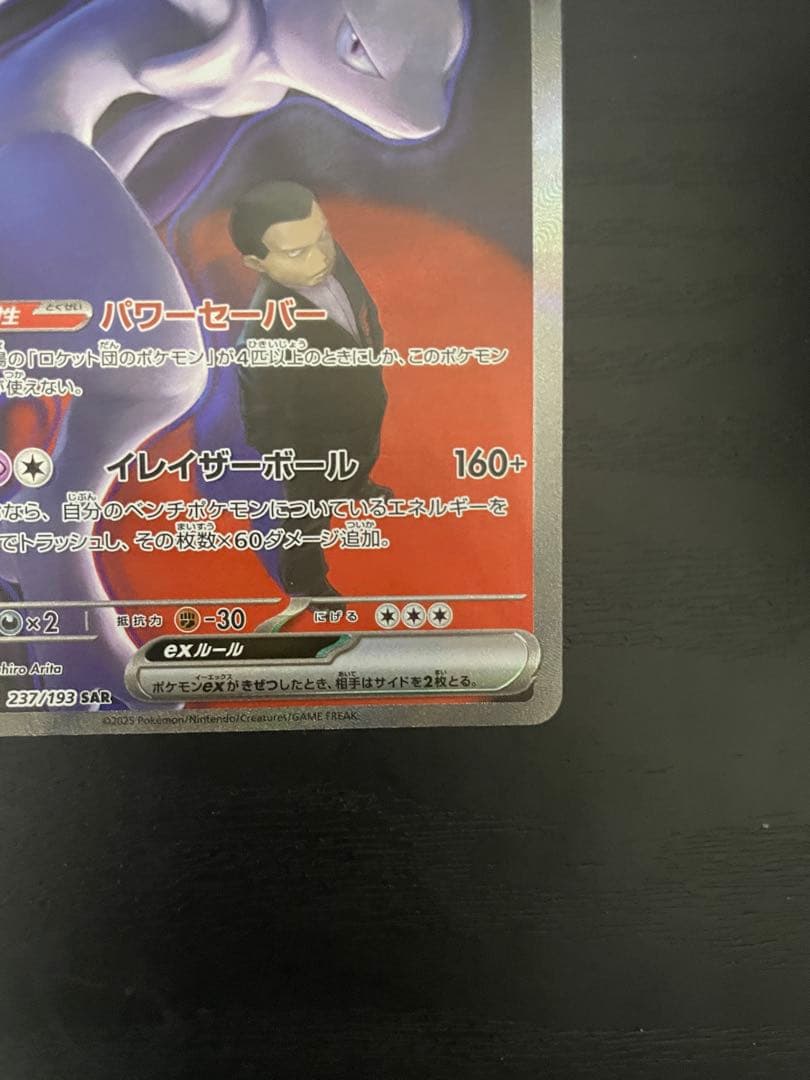 性 とくせい パワーセーバー
の「ロケット団のポケモン」が4匹以上のときにしか、このポケモン
が使えない。
イレイザーボール 160+
なら、自分のベンチポケモンについているエネルギーを
でトラッシュし、その枚数×60ダメージ追加。
×2 抵抗力 -30 にげる
exルール
ポケモンexがきぜつしたとき、相手はサイドを2枚とる。
hiro Arita
237/193 SAR
©2025 Pokémon/Nintendo/Creatures/GAME FREAK.